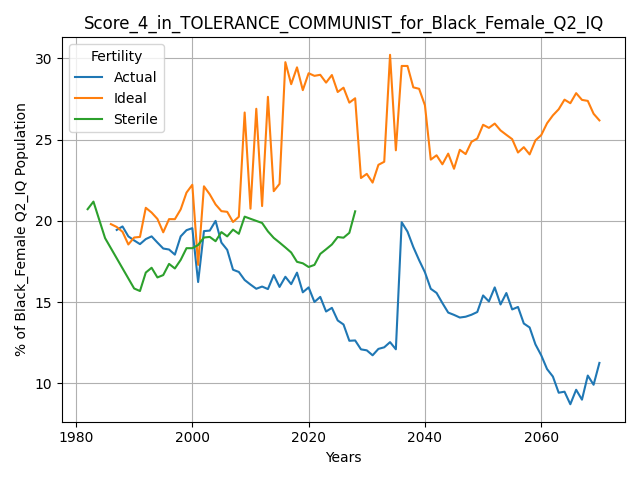 Score_4_in_TOLERANCE_COMMUNIST_for_Black_Female_Q2_IQ
Fertility
Actual
Ideal
Sterile
% of Black_Female Q2_IQ Population
30
25
20
15
10
1980
2000
2020
2040
2060
Years